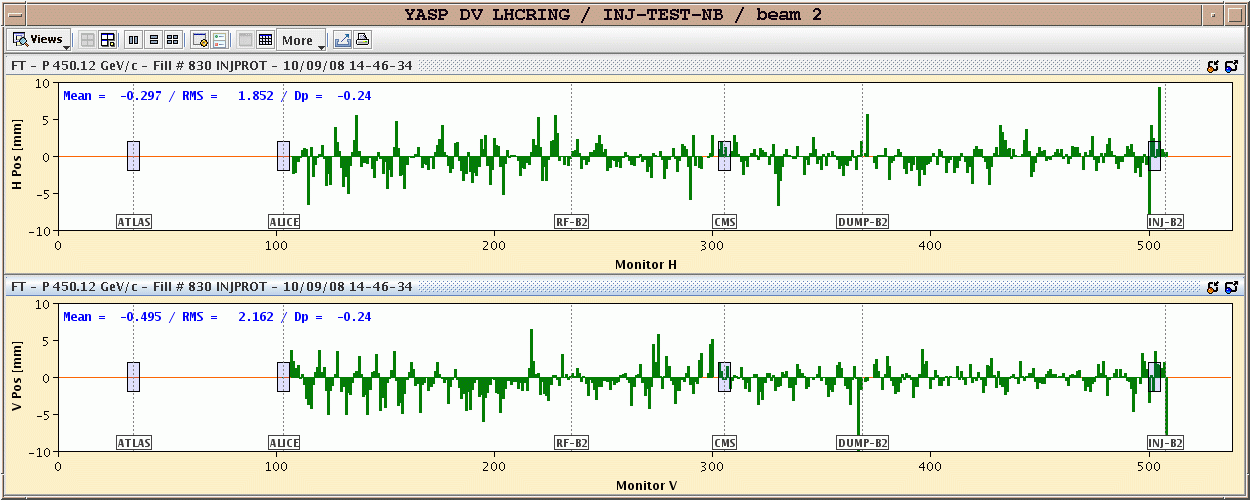 YASP DV LHCRING / INJ-TEST-NB / beam 2
Views More
FT - P 450.12 GeV/c - Fill # 830 INJPROT - 10/09/08 14-46-34
Mean = -0.297 / RMS = 1.852 / Dp = -0.24
H Pos [mm]
10
5
0
-5
-10
ATLAS ALICE RF-B2 CMS DUMP-B2 INJ-B2
0 100 200 300 400 500
Monitor H
FT - P 450.12 GeV/c - Fill # 830 INJPROT - 10/09/08 14-46-34
Mean = -0.495 / RMS = 2.162 / Dp = -0.24
V Pos [mm]
10
5
0
-5
-10
ATLAS ALICE RF-B2 CMS DUMP-B2 INJ-B2
0 100 200 300 400 500
Monitor V